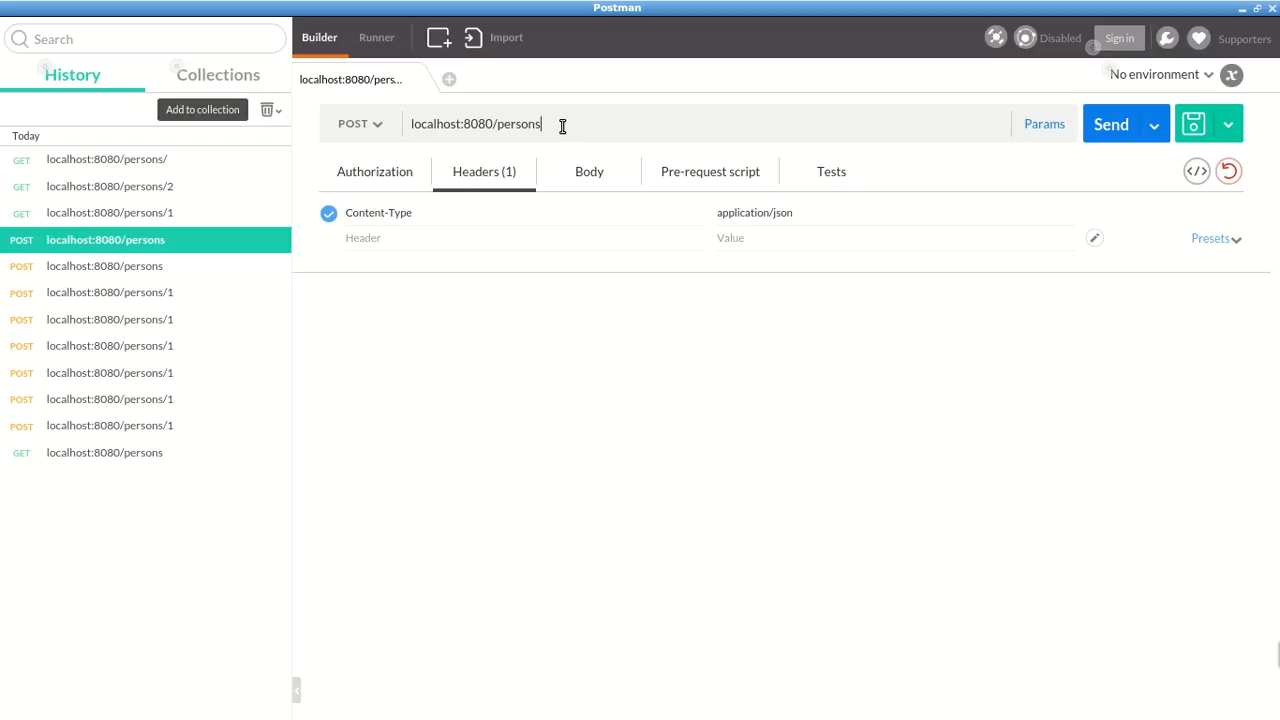 Postman
Search
Builder
Runner
Import
Disabled
Sign in
Supporters
History
Collections
localhost:8080/pers...
No environment
Add to collection
POST
localhost:8080/persons
Params
Send
Today
GET localhost:8080/persons/
GET localhost:8080/persons/2
GET localhost:8080/persons/1
POST localhost:8080/persons
POST localhost:8080/persons
POST localhost:8080/persons/1
POST localhost:8080/persons/1
POST localhost:8080/persons/1
POST localhost:8080/persons/1
POST localhost:8080/persons/1
POST localhost:8080/persons/1
GET localhost:8080/persons
Authorization
Headers (1)
Body
Pre-request script
Tests
Content-Type
application/json
Header
Value
Presets